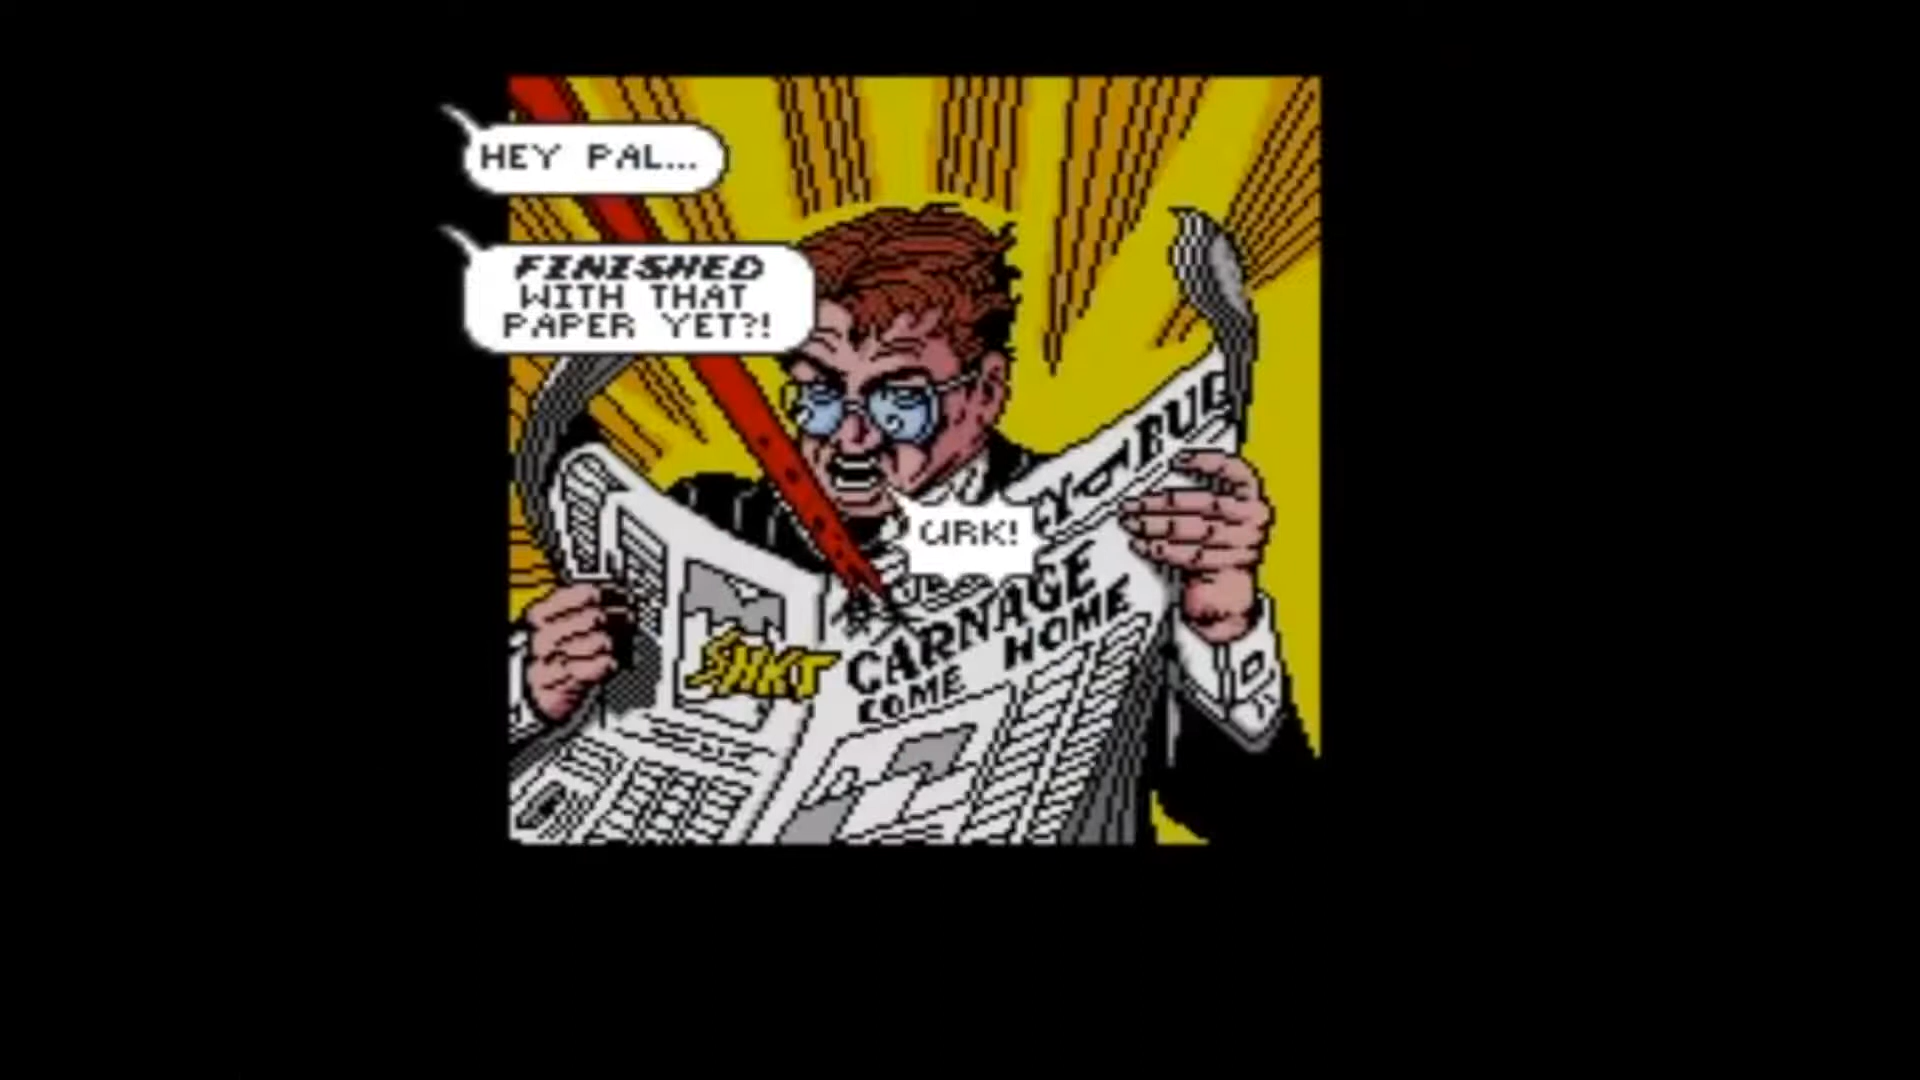 HEY PAL...
FINISHED
WITH THAT
PAPER YET?!
URK!
Y BUG
CARNAGE
COME HOME
SHKT